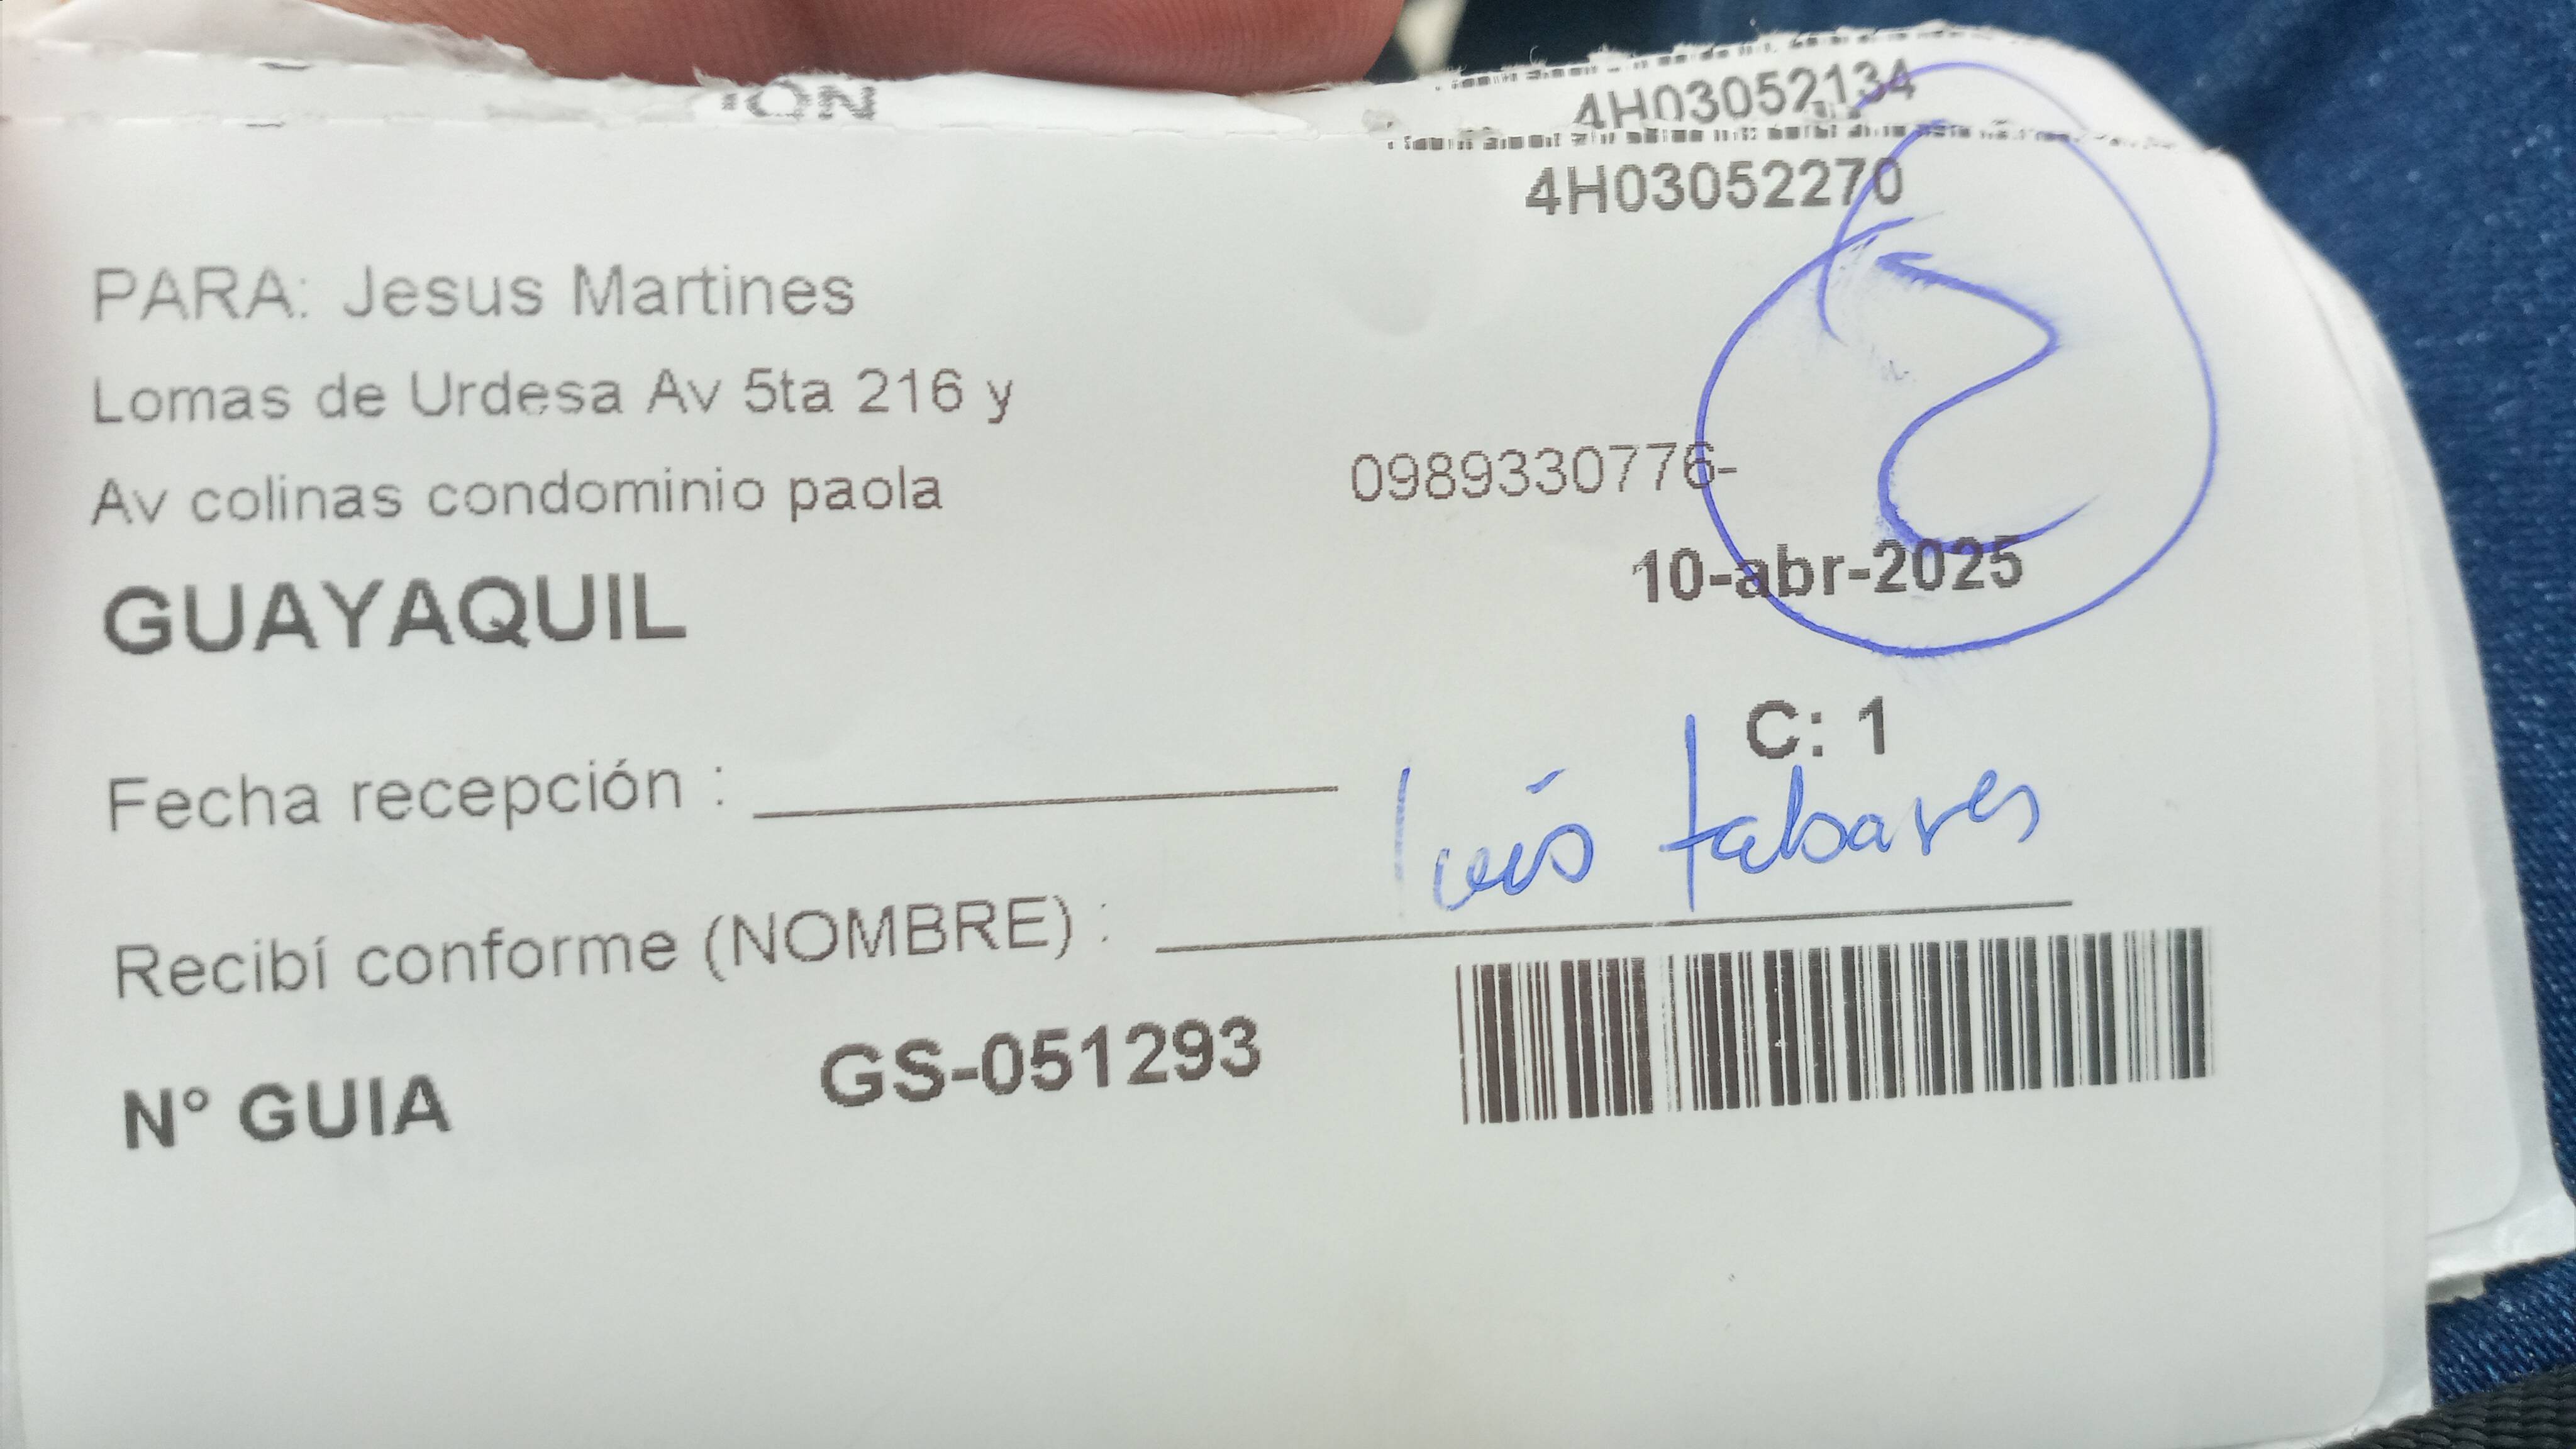 4H03052134
4H03052270
PARA: Jesus Martines
Lomas de Urdesa Av 5ta 216 y
Av colinas condominio paola
0989330776-
GUAYAQUIL
10-abr-2025
2
C: 1
Fecha recepción :
Recibí conforme (NOMBRE) : luis tabares
N° GUIA GS-051293